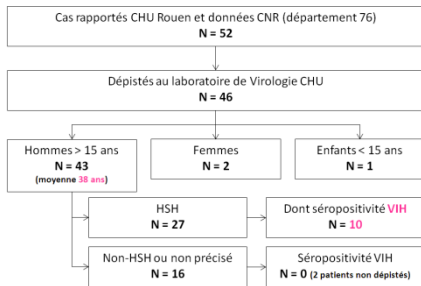 Cas rapportés CHU Rouen et données CNR (département 76)
N = 52
Dépistés au laboratoire de Virologie CHU
N = 46
Hommes > 15 ans
N = 43
(moyenne 38 ans)
Femmes
N = 2
Enfants < 15 ans
N = 1
HSH
N = 27
Dont séropositivité VIH
N = 10
Non-HSH ou non précisé
N = 16
Séropositivité VIH
N = 0 (2 patients non dépistés)